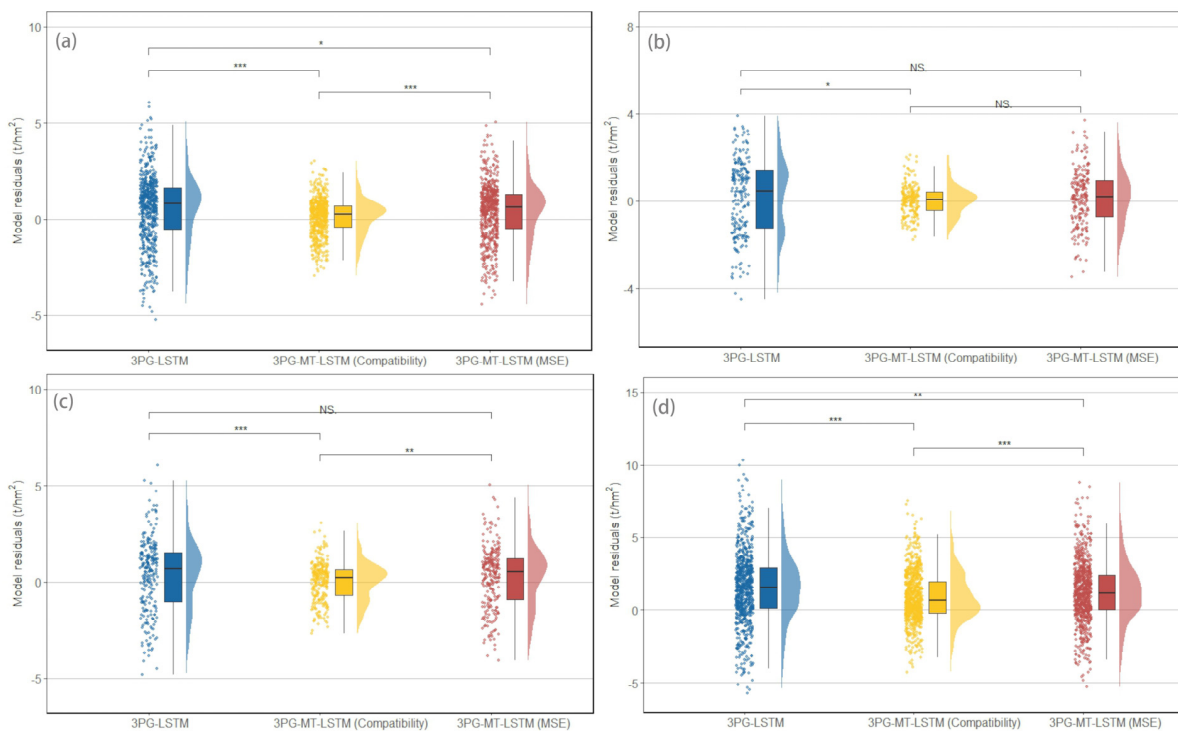 (a)
Model residuals (t/hm²)
10
5
0
-5
*
***
***
3PG-LSTM
3PG-MT-LSTM (Compatibility)
3PG-MT-LSTM (MSE)
(b)
Model residuals (t/hm²)
8
4
0
-4
NS.
*
NS.
3PG-LSTM
3PG-MT-LSTM (Compatibility)
3PG-MT-LSTM (MSE)
(c)
Model residuals (t/hm²)
10
5
0
-5
NS.
***
**
3PG-LSTM
3PG-MT-LSTM (Compatibility)
3PG-MT-LSTM (MSE)
(d)
Model residuals (t/hm²)
15
10
5
0
-5
**
***
***
3PG-LSTM
3PG-MT-LSTM (Compatibility)
3PG-MT-LSTM (MSE)